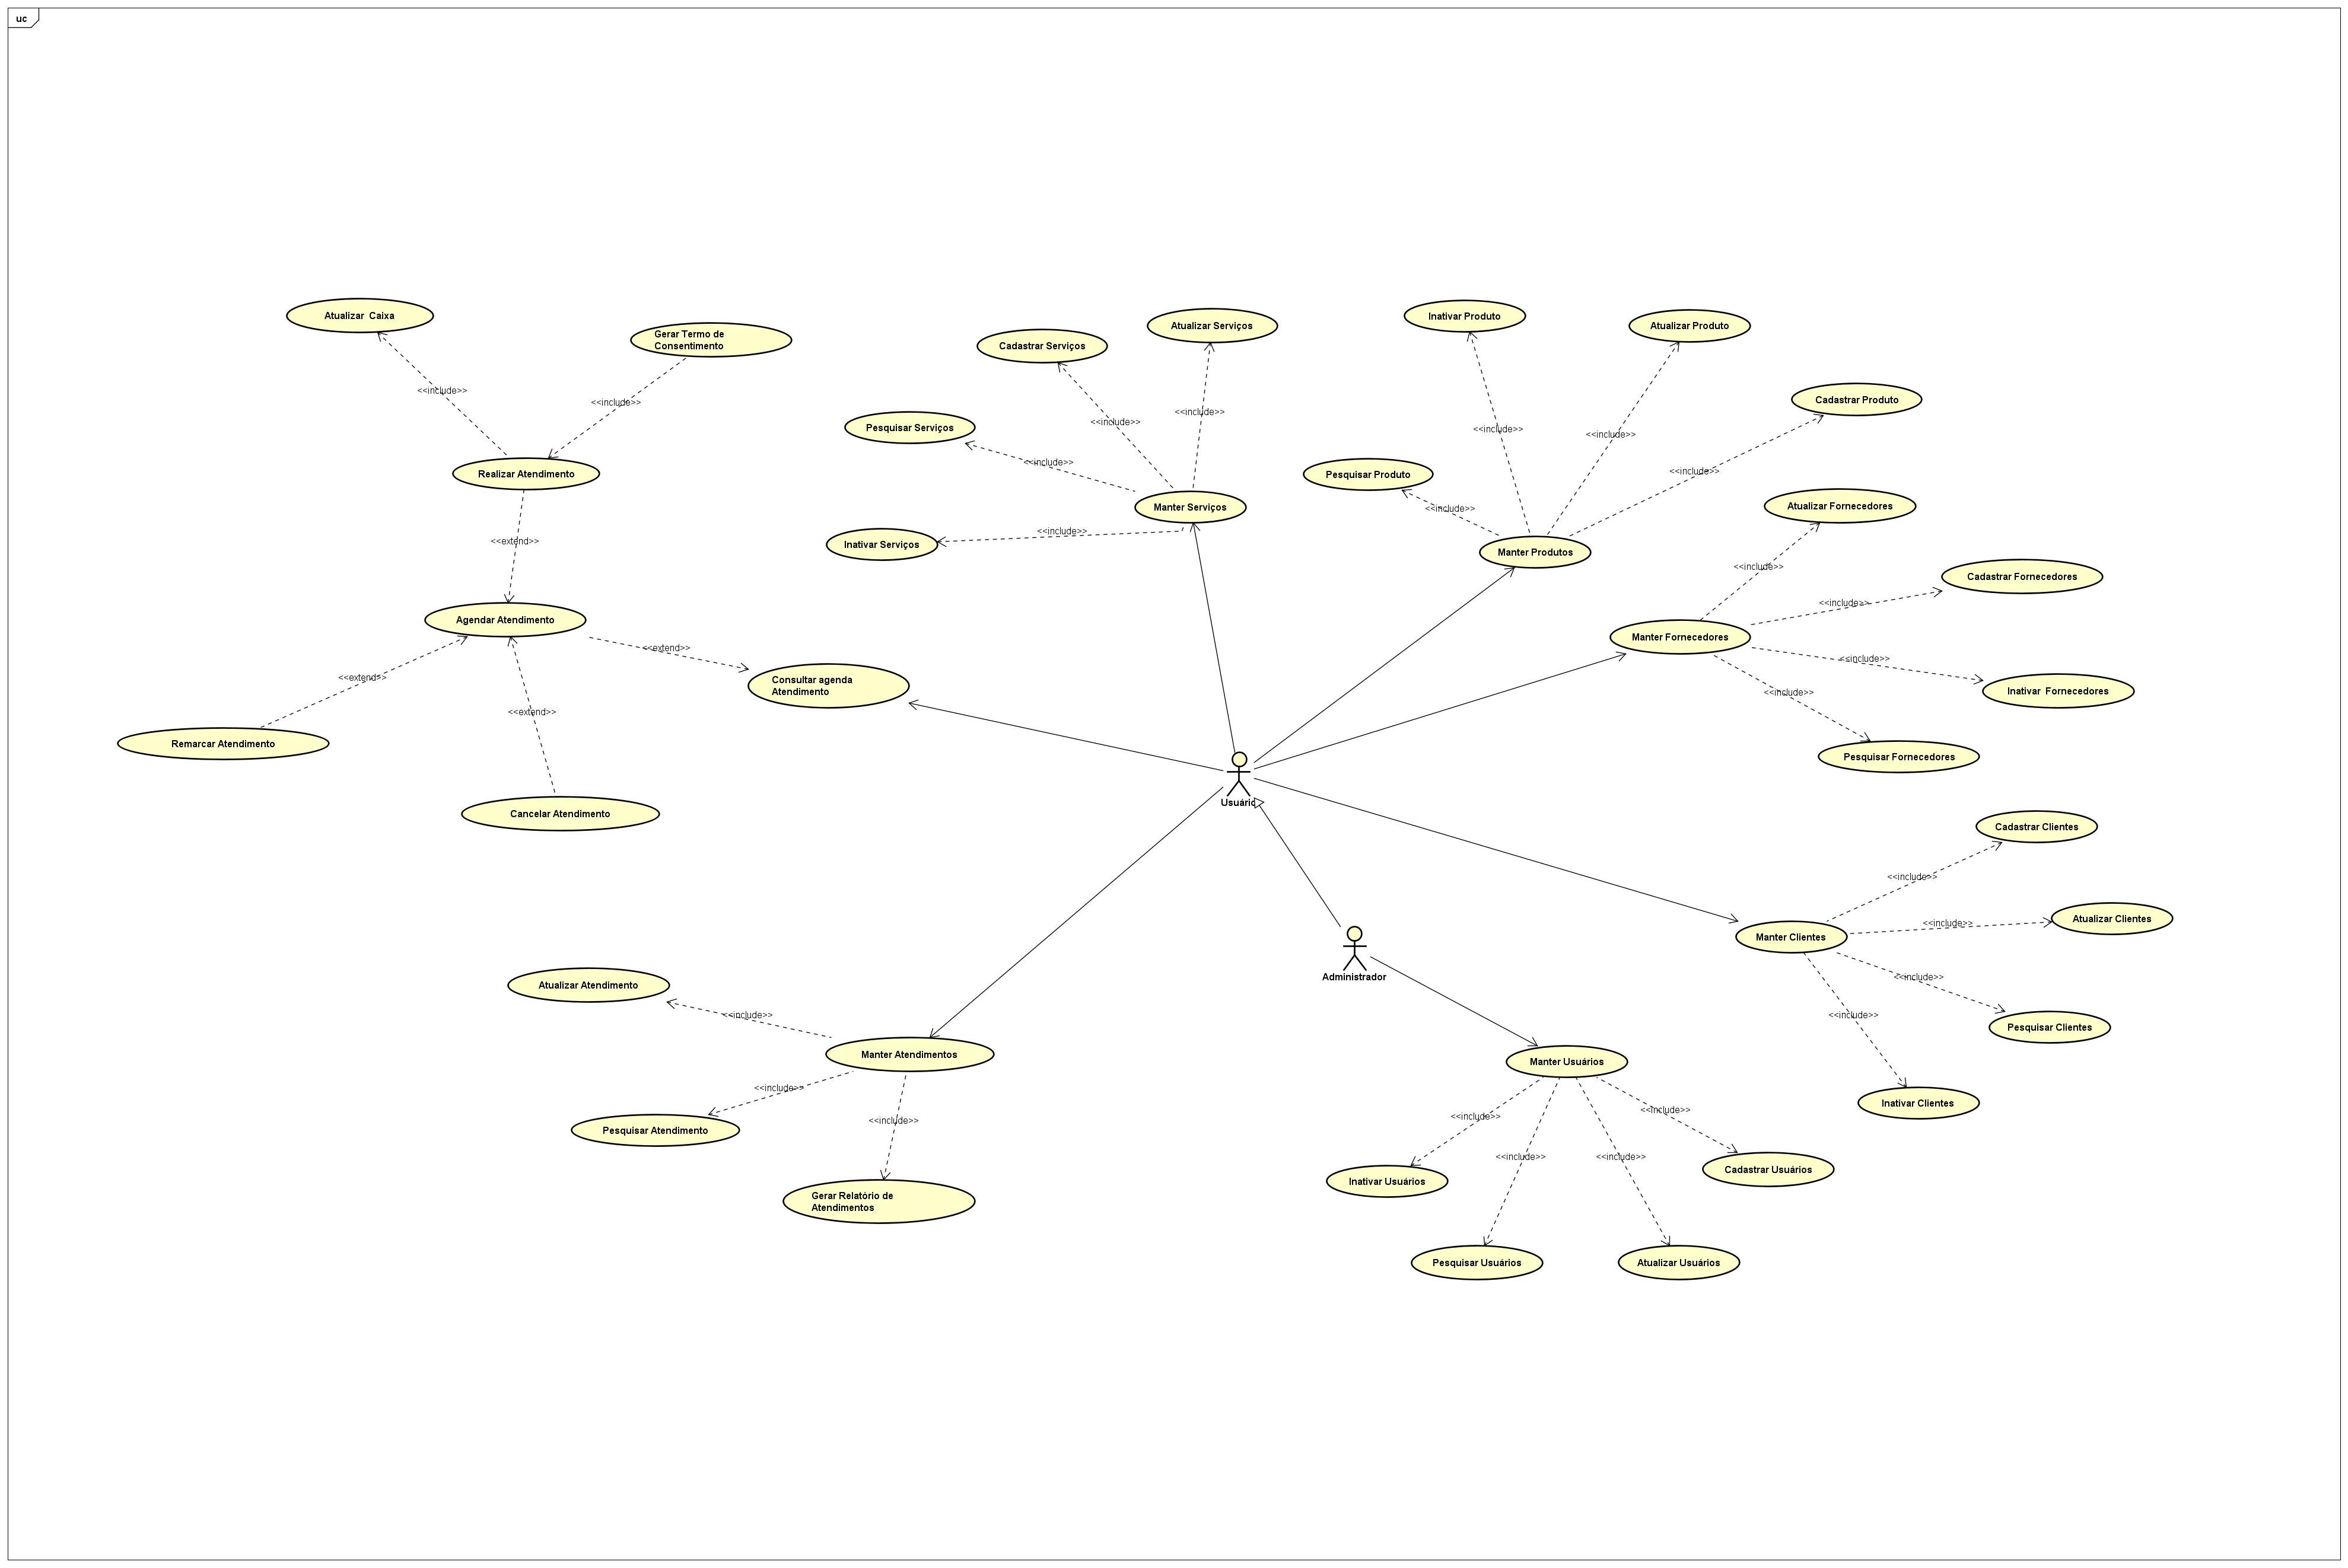 uc
Atualizar  Caixa
Gerar Termo de
Consentimento
<<include>>
<<include>>
Realizar Atendimento
<<extend>>
Agendar Atendimento
<<extend>>
<<extend>>
<<extend>>
Consultar agenda
Atendimento
Remarcar Atendimento
Cancelar Atendimento
Atualizar Serviços
Cadastrar Serviços
Pesquisar Serviços
<<include>>
<<include>>
<<include>>
Manter Serviços
<<include>>
Inativar Serviços
Inativar Produto
Atualizar Produto
Cadastrar Produto
<<include>>
<<include>>
<<include>>
Pesquisar Produto
<<include>>
Manter Produtos
Atualizar Fornecedores
<<include>>
Cadastrar Fornecedores
<<include>>
Manter Fornecedores
<<include>>
Inativar  Fornecedores
<<include>>
Pesquisar Fornecedores
Usuário
Cadastrar Clientes
<<include>>
Atualizar Clientes
<<include>>
Manter Clientes
<<include>>
<<include>>
Pesquisar Clientes
Inativar Clientes
Administrador
Atualizar Atendimento
<<include>>
Manter Atendimentos
<<include>>
<<include>>
Pesquisar Atendimento
Gerar Relatório de
Atendimentos
Manter Usuários
<<include>>
<<include>>
<<include>>
<<include>>
Cadastrar Usuários
Inativar Usuários
Pesquisar Usuários
Atualizar Usuários